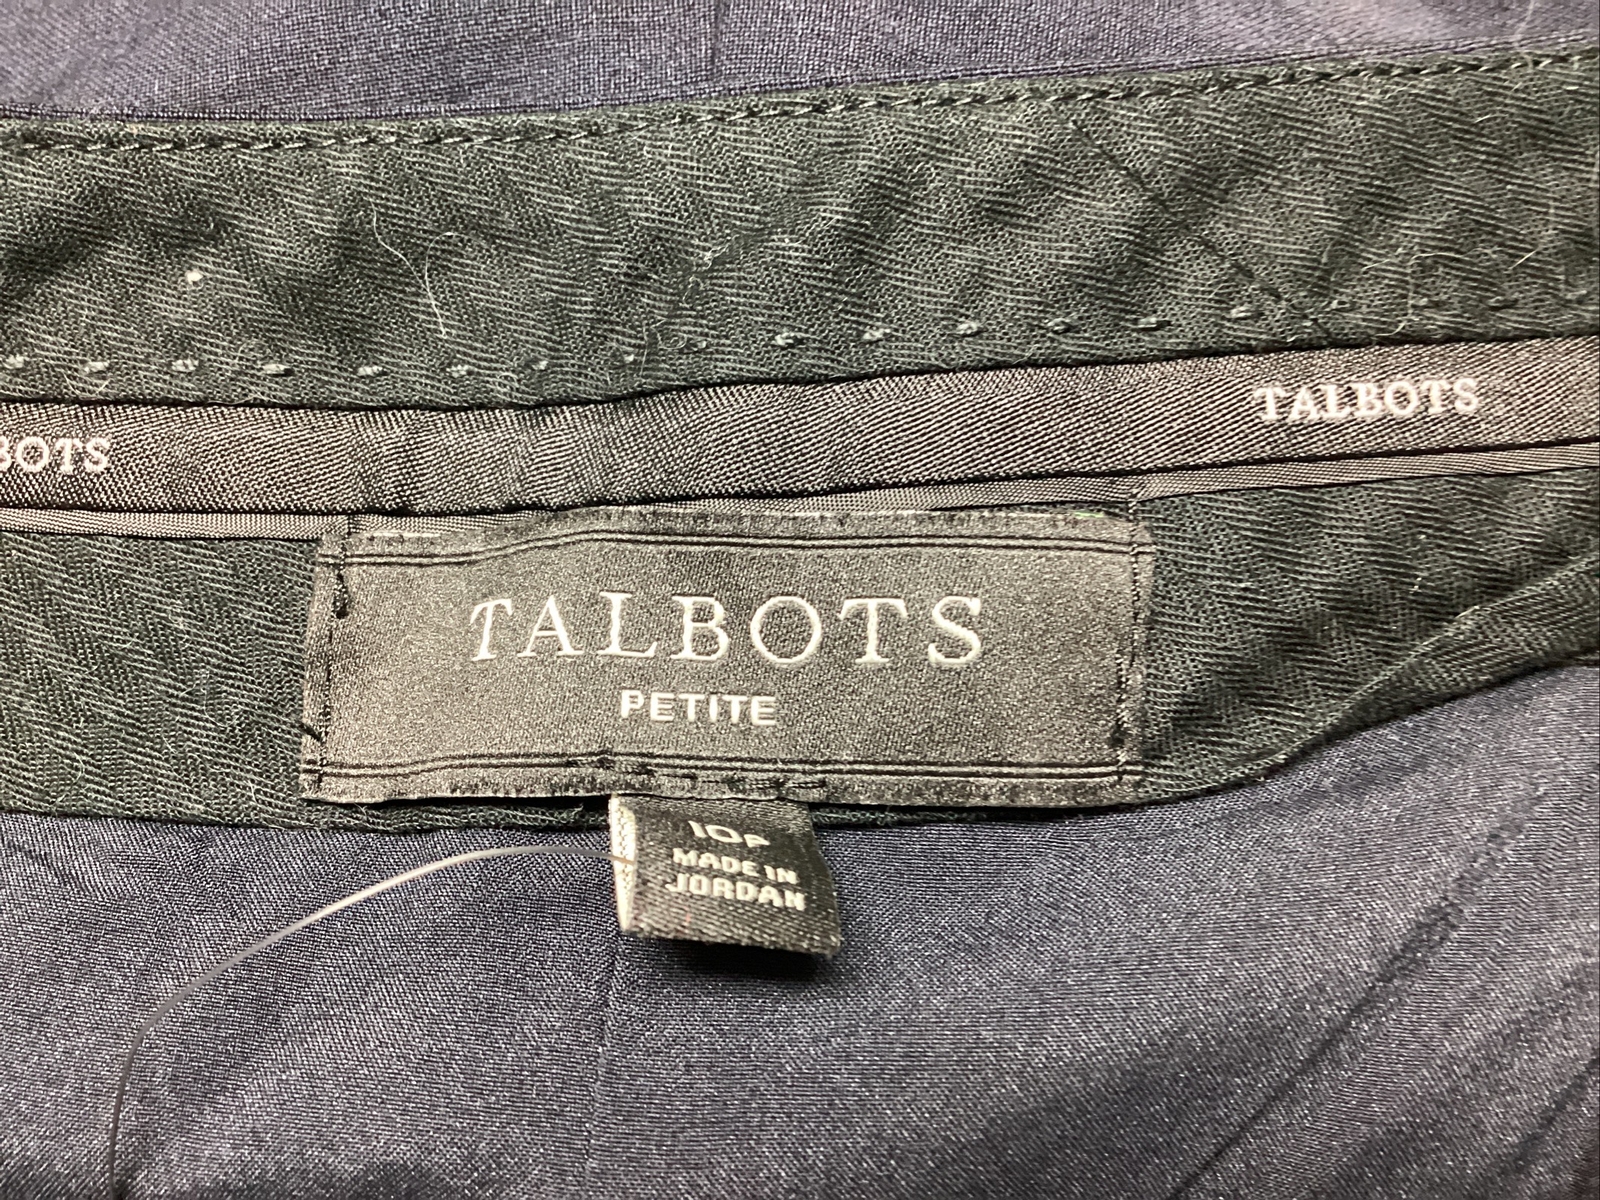 TALBOTS
BOTS
TALBOTS
PETITE
10P
MADE IN
JORDAN